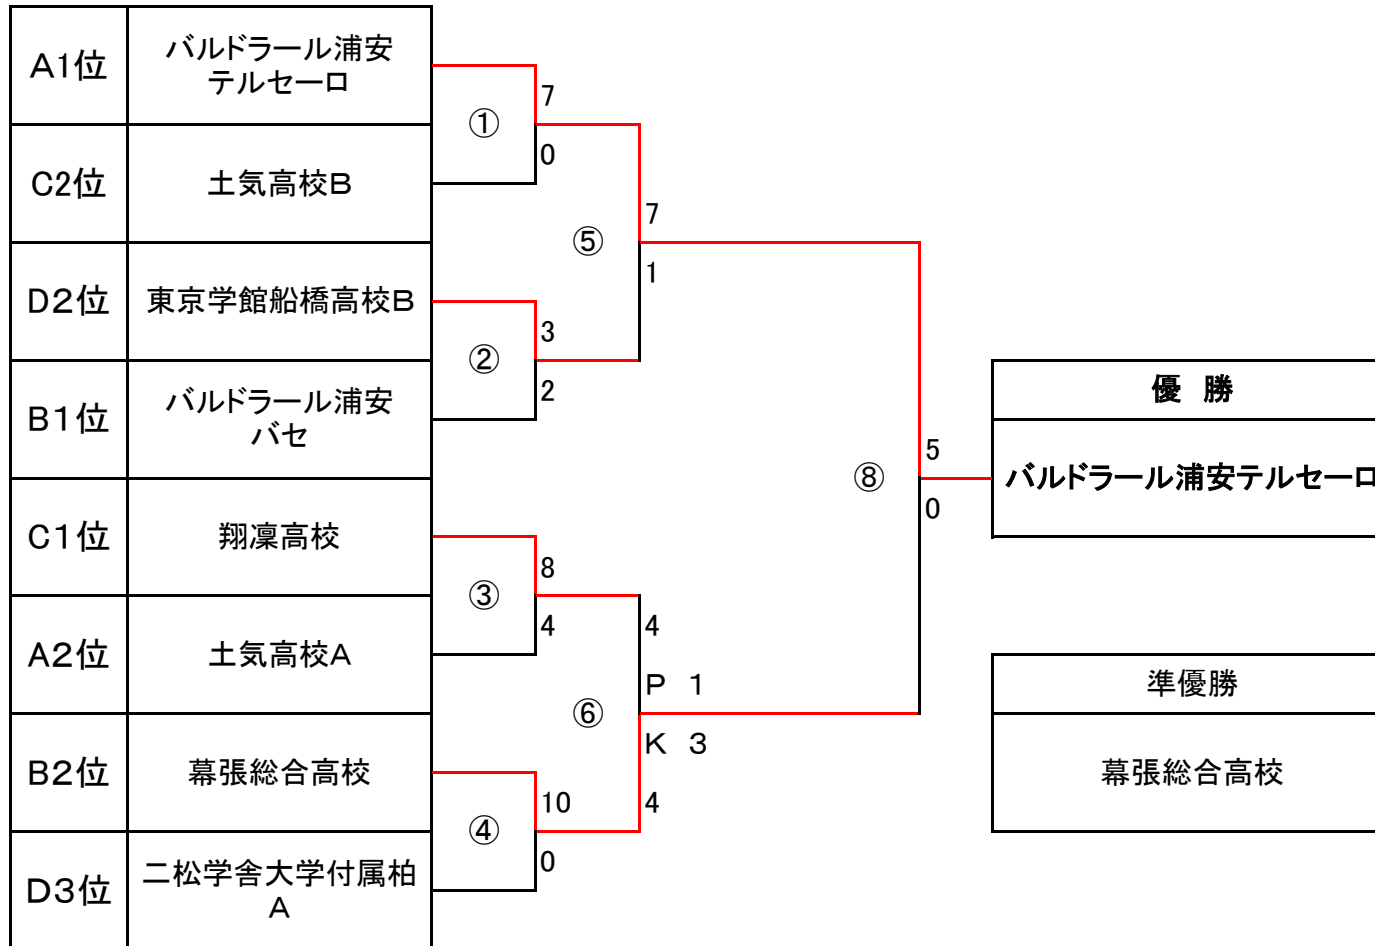 A1位
バルドラール浦安
テルセーロ
7
①
0
C2位
土気高校B
7
⑤
1
D2位
東京学館船橋高校B
3
②
2
B1位
バルドラール浦安
バセ
優 勝
5
⑧
バルドラール浦安テルセーロ
0
C1位
翔凜高校
8
③
4
A2位
土気高校A
4
P 1
⑥
K 3
4
準優勝
幕張総合高校
B2位
幕張総合高校
10
④
0
D3位
二松学舎大学付属柏
A